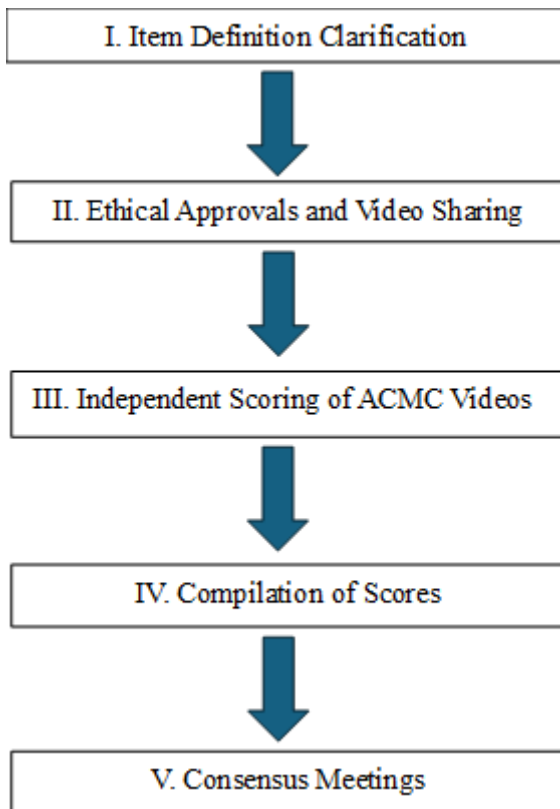 I. Item Definition Clarification
II. Ethical Approvals and Video Sharing
III. Independent Scoring of ACMC Videos
IV. Compilation of Scores
V. Consensus Meetings